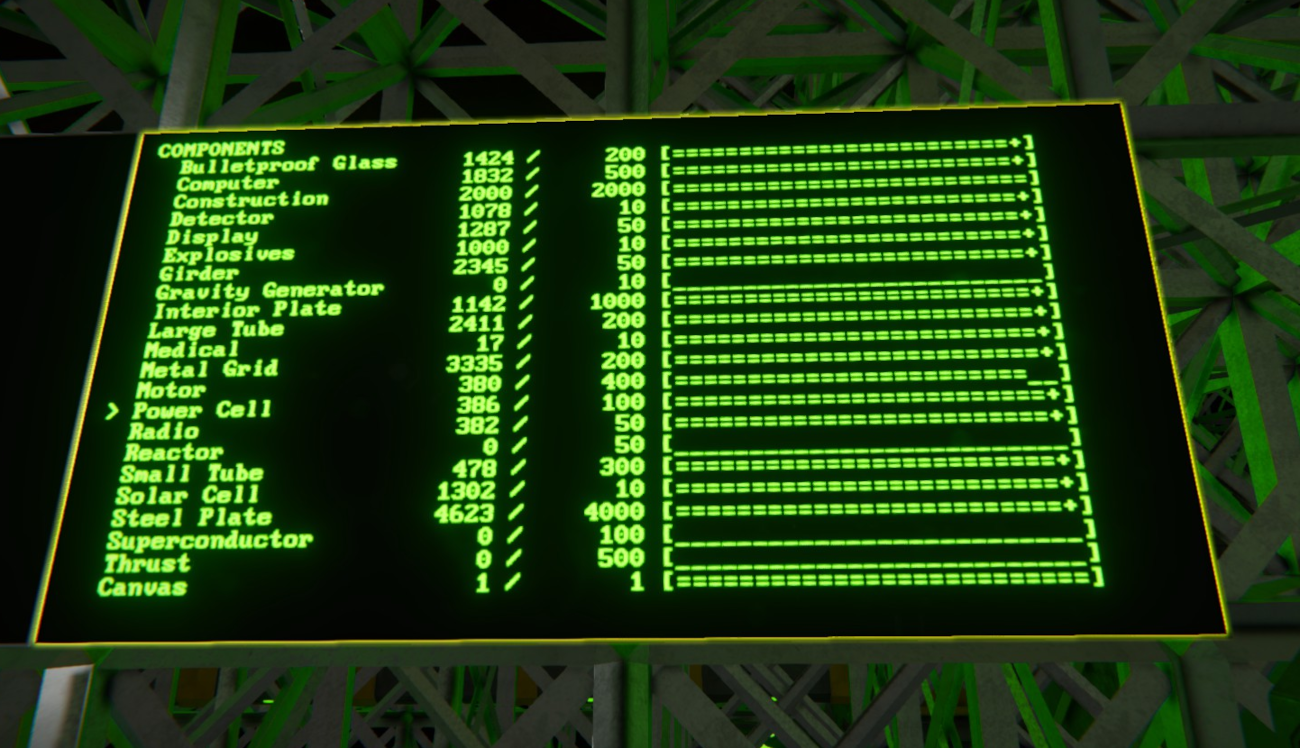 COMPONENTS
Bulletproof Glass 1424 / 200 [==============================+]
Computer 1832 / 500 [==============================+]
Construction 2000 / 2000 [===============================]
Detector 1078 / 10 [==============================+]
Display 1287 / 50 [==============================+]
Explosives 1000 / 10 [==============================+]
Girder 2345 / 50 [==============================+]
Gravity Generator 0 / 10 [_______________________________]
Interior Plate 1142 / 1000 [==============================+]
Large Tube 2411 / 200 [==============================+]
Medical 17 / 10 [==============================+]
Metal Grid 3335 / 200 [==============================+]
Motor 380 / 400 [=============================__]
> Power Cell 386 / 100 [==============================+]
Radio 382 / 50 [==============================+]
Reactor 0 / 50 [_______________________________]
Small Tube 478 / 300 [==============================+]
Solar Cell 1302 / 10 [==============================+]
Steel Plate 4623 / 4000 [==============================+]
Superconductor 0 / 100 [_______________________________]
Thrust 0 / 500 [_______________________________]
Canvas 1 / 1 [===============================]